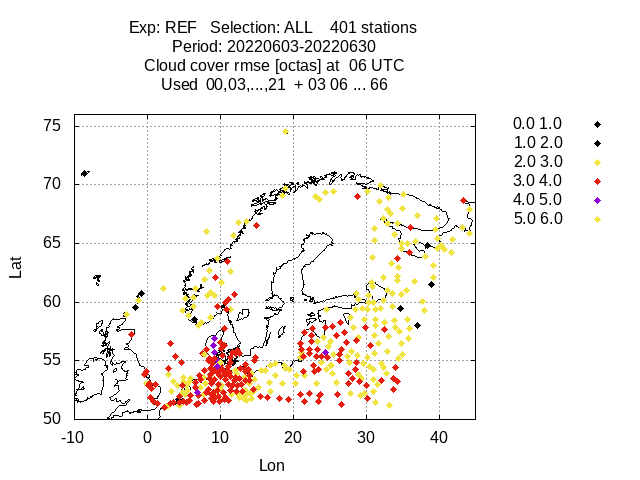 Exp: REF   Selection: ALL    401 stations
Period: 20220603-20220630
Cloud cover rmse [octas] at  06 UTC
Used  00,03,...,21  + 03 06 ... 66
75
70
65
60
55
50
-10 0 10 20 30 40
Lat
Lon
0.0 1.0
1.0 2.0
2.0 3.0
3.0 4.0
4.0 5.0
5.0 6.0